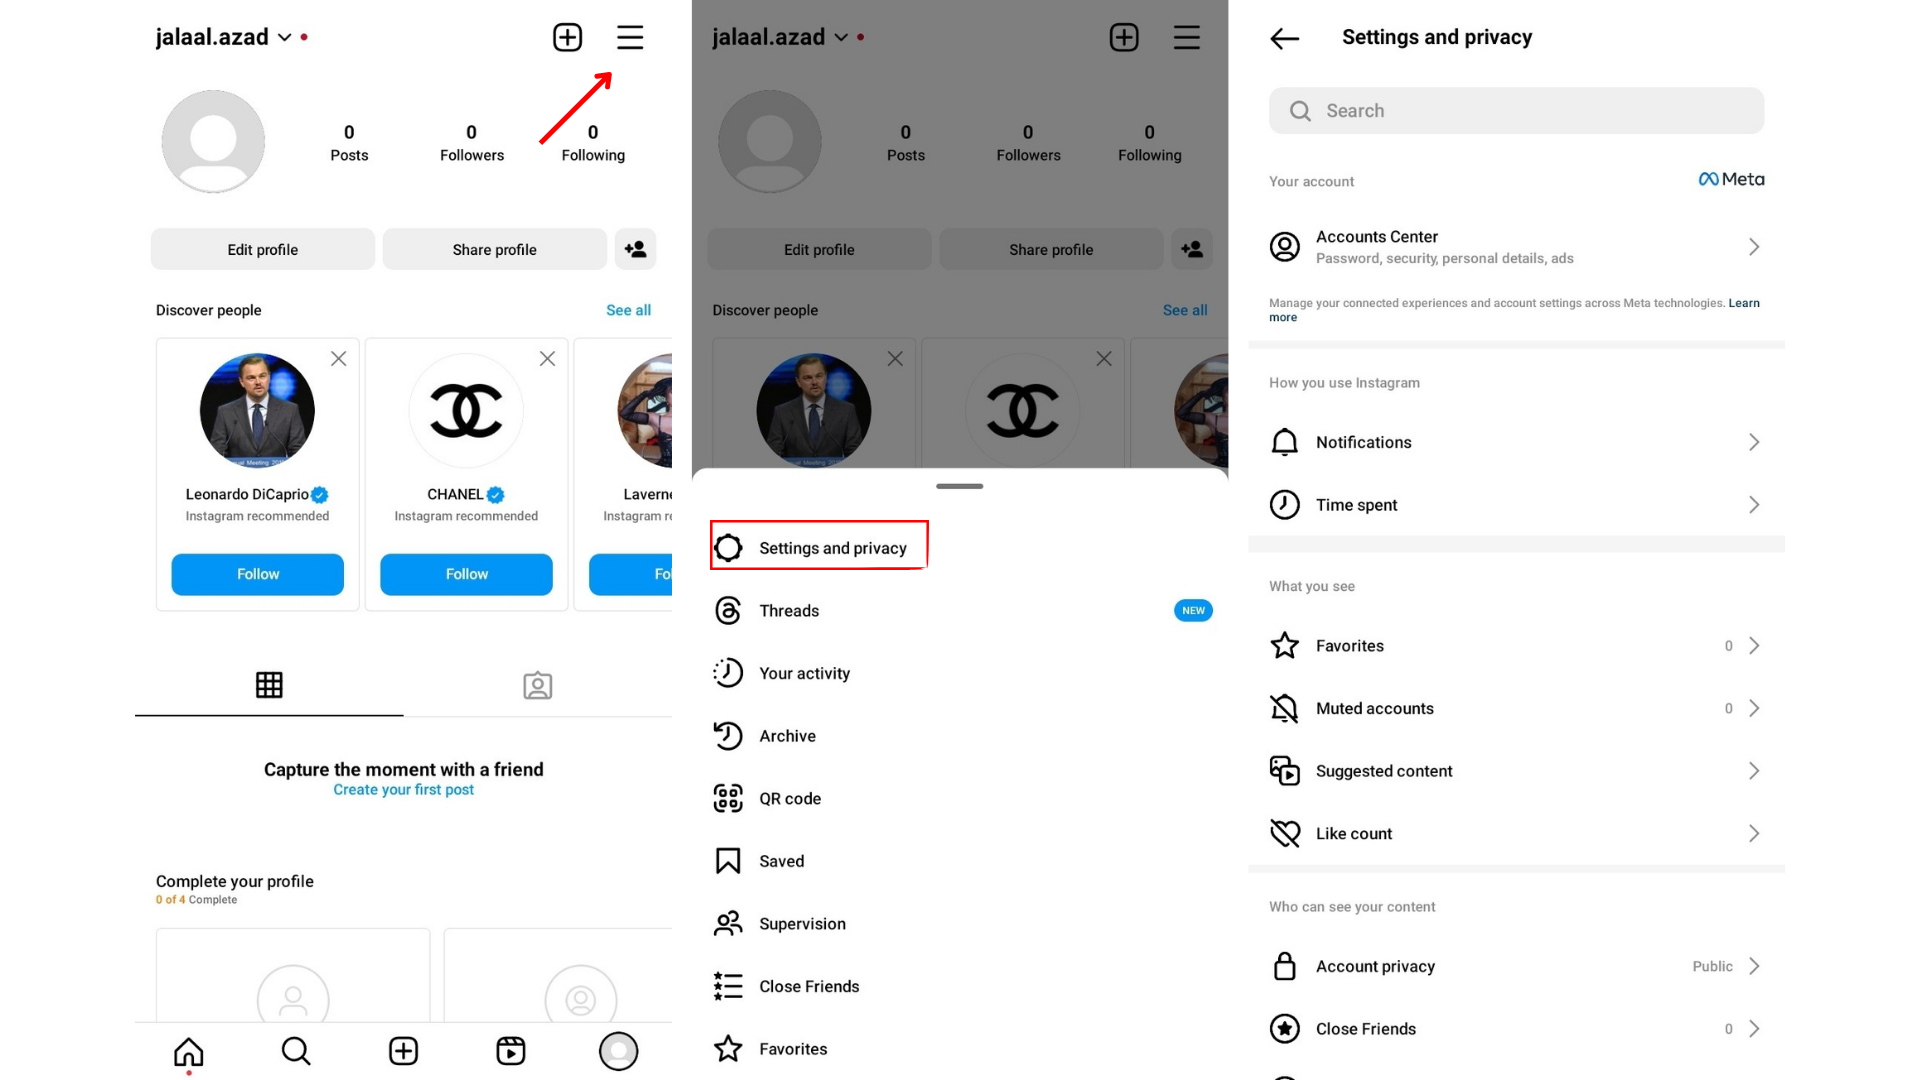 jalaal.azad
0
Posts
0
Followers
0
Following
Edit profile
Share profile
Discover people
See all
Leonardo DiCaprio
Instagram recommended
Follow
CHANEL
Instagram recommended
Follow
Laverne
Instagram re
Fo
Capture the moment with a friend
Create your first post
Complete your profile
0 of 4 Complete
jalaal.azad
0
Posts
0
Followers
0
Following
Edit profile
Share profile
Discover people
See all
Settings and privacy
Threads
NEW
Your activity
Archive
QR code
Saved
Supervision
Close Friends
Favorites
Settings and privacy
Search
Your account
Meta
Accounts Center
Password, security, personal details, ads
Manage your connected experiences and account settings across Meta technologies. Learn
more
How you use Instagram
Notifications
Time spent
What you see
Favorites
0
Muted accounts
0
Suggested content
Like count
Who can see your content
Account privacy
Public
Close Friends
0